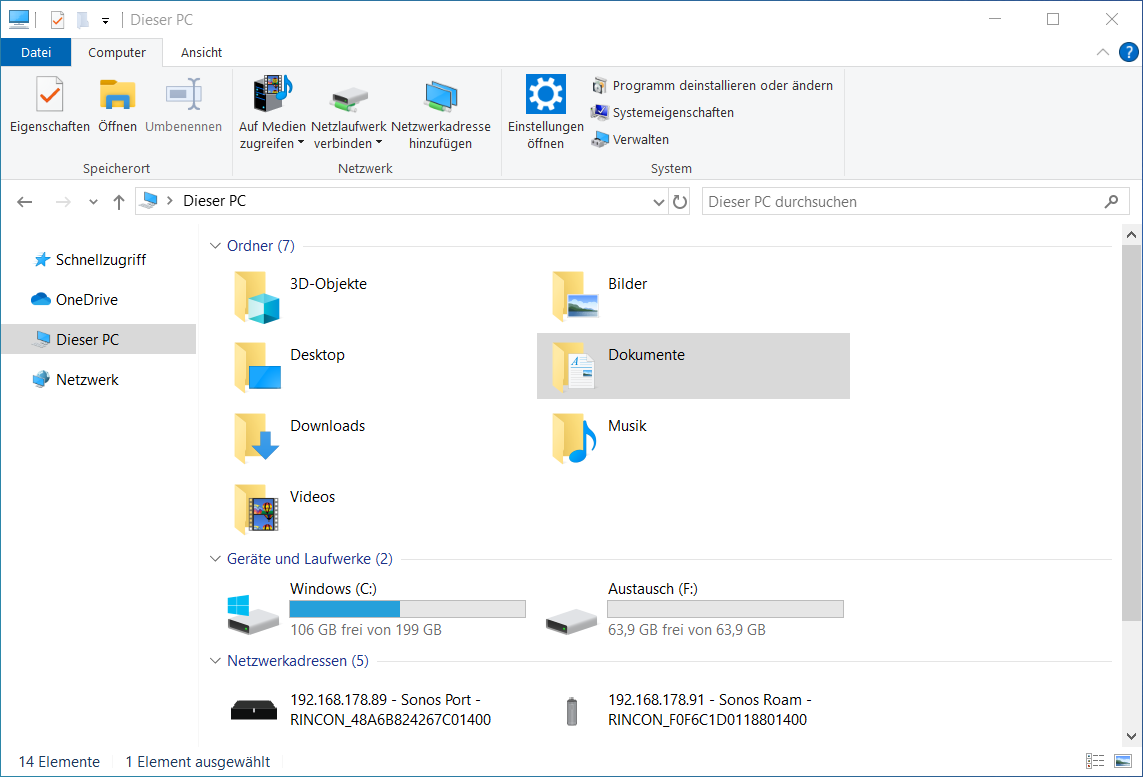 Dieser PC
Datei Computer Ansicht
Eigenschaften Öffnen Umbenennen
Auf Medien zugreifen
Netzlaufwerk verbinden
Netzwerkadresse hinzufügen
Einstellungen öffnen
Programm deinstallieren oder ändern
Systemeigenschaften
Verwalten
Speicherort Netzwerk System
Dieser PC
Dieser PC durchsuchen
Schnellzugriff
OneDrive
Dieser PC
Netzwerk
Ordner (7)
3D-Objekte
Bilder
Desktop
Dokumente
Downloads
Musik
Videos
Geräte und Laufwerke (2)
Windows (C:)
106 GB frei von 199 GB
Austausch (F:)
63,9 GB frei von 63,9 GB
Netzwerkadressen (5)
192.168.178.89 - Sonos Port -
RINCON_48A6B824267C01400
192.168.178.91 - Sonos Roam -
RINCON_F0F6C1D0118801400
14 Elemente 1 Element ausgewählt